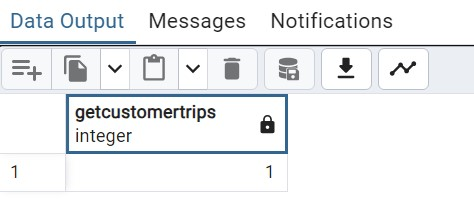 Data Output Messages Notifications
getcustomertrips
integer
1 1